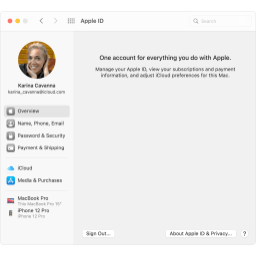 Apple ID
Search
Karina Cavanna
karina_cavanna@icloud.com
Overview
Name, Phone, Email
Password & Security
Payment & Shipping
iCloud
Media & Purchases
MacBook Pro
This MacBook Pro 16"
iPhone 12 Pro
iPhone 12 Pro
One account for everything you do with Apple.
Manage your Apple ID, view your subscriptions and payment
information, and adjust iCloud preferences for this Mac.
Sign Out...
About Apple ID & Privacy...
?